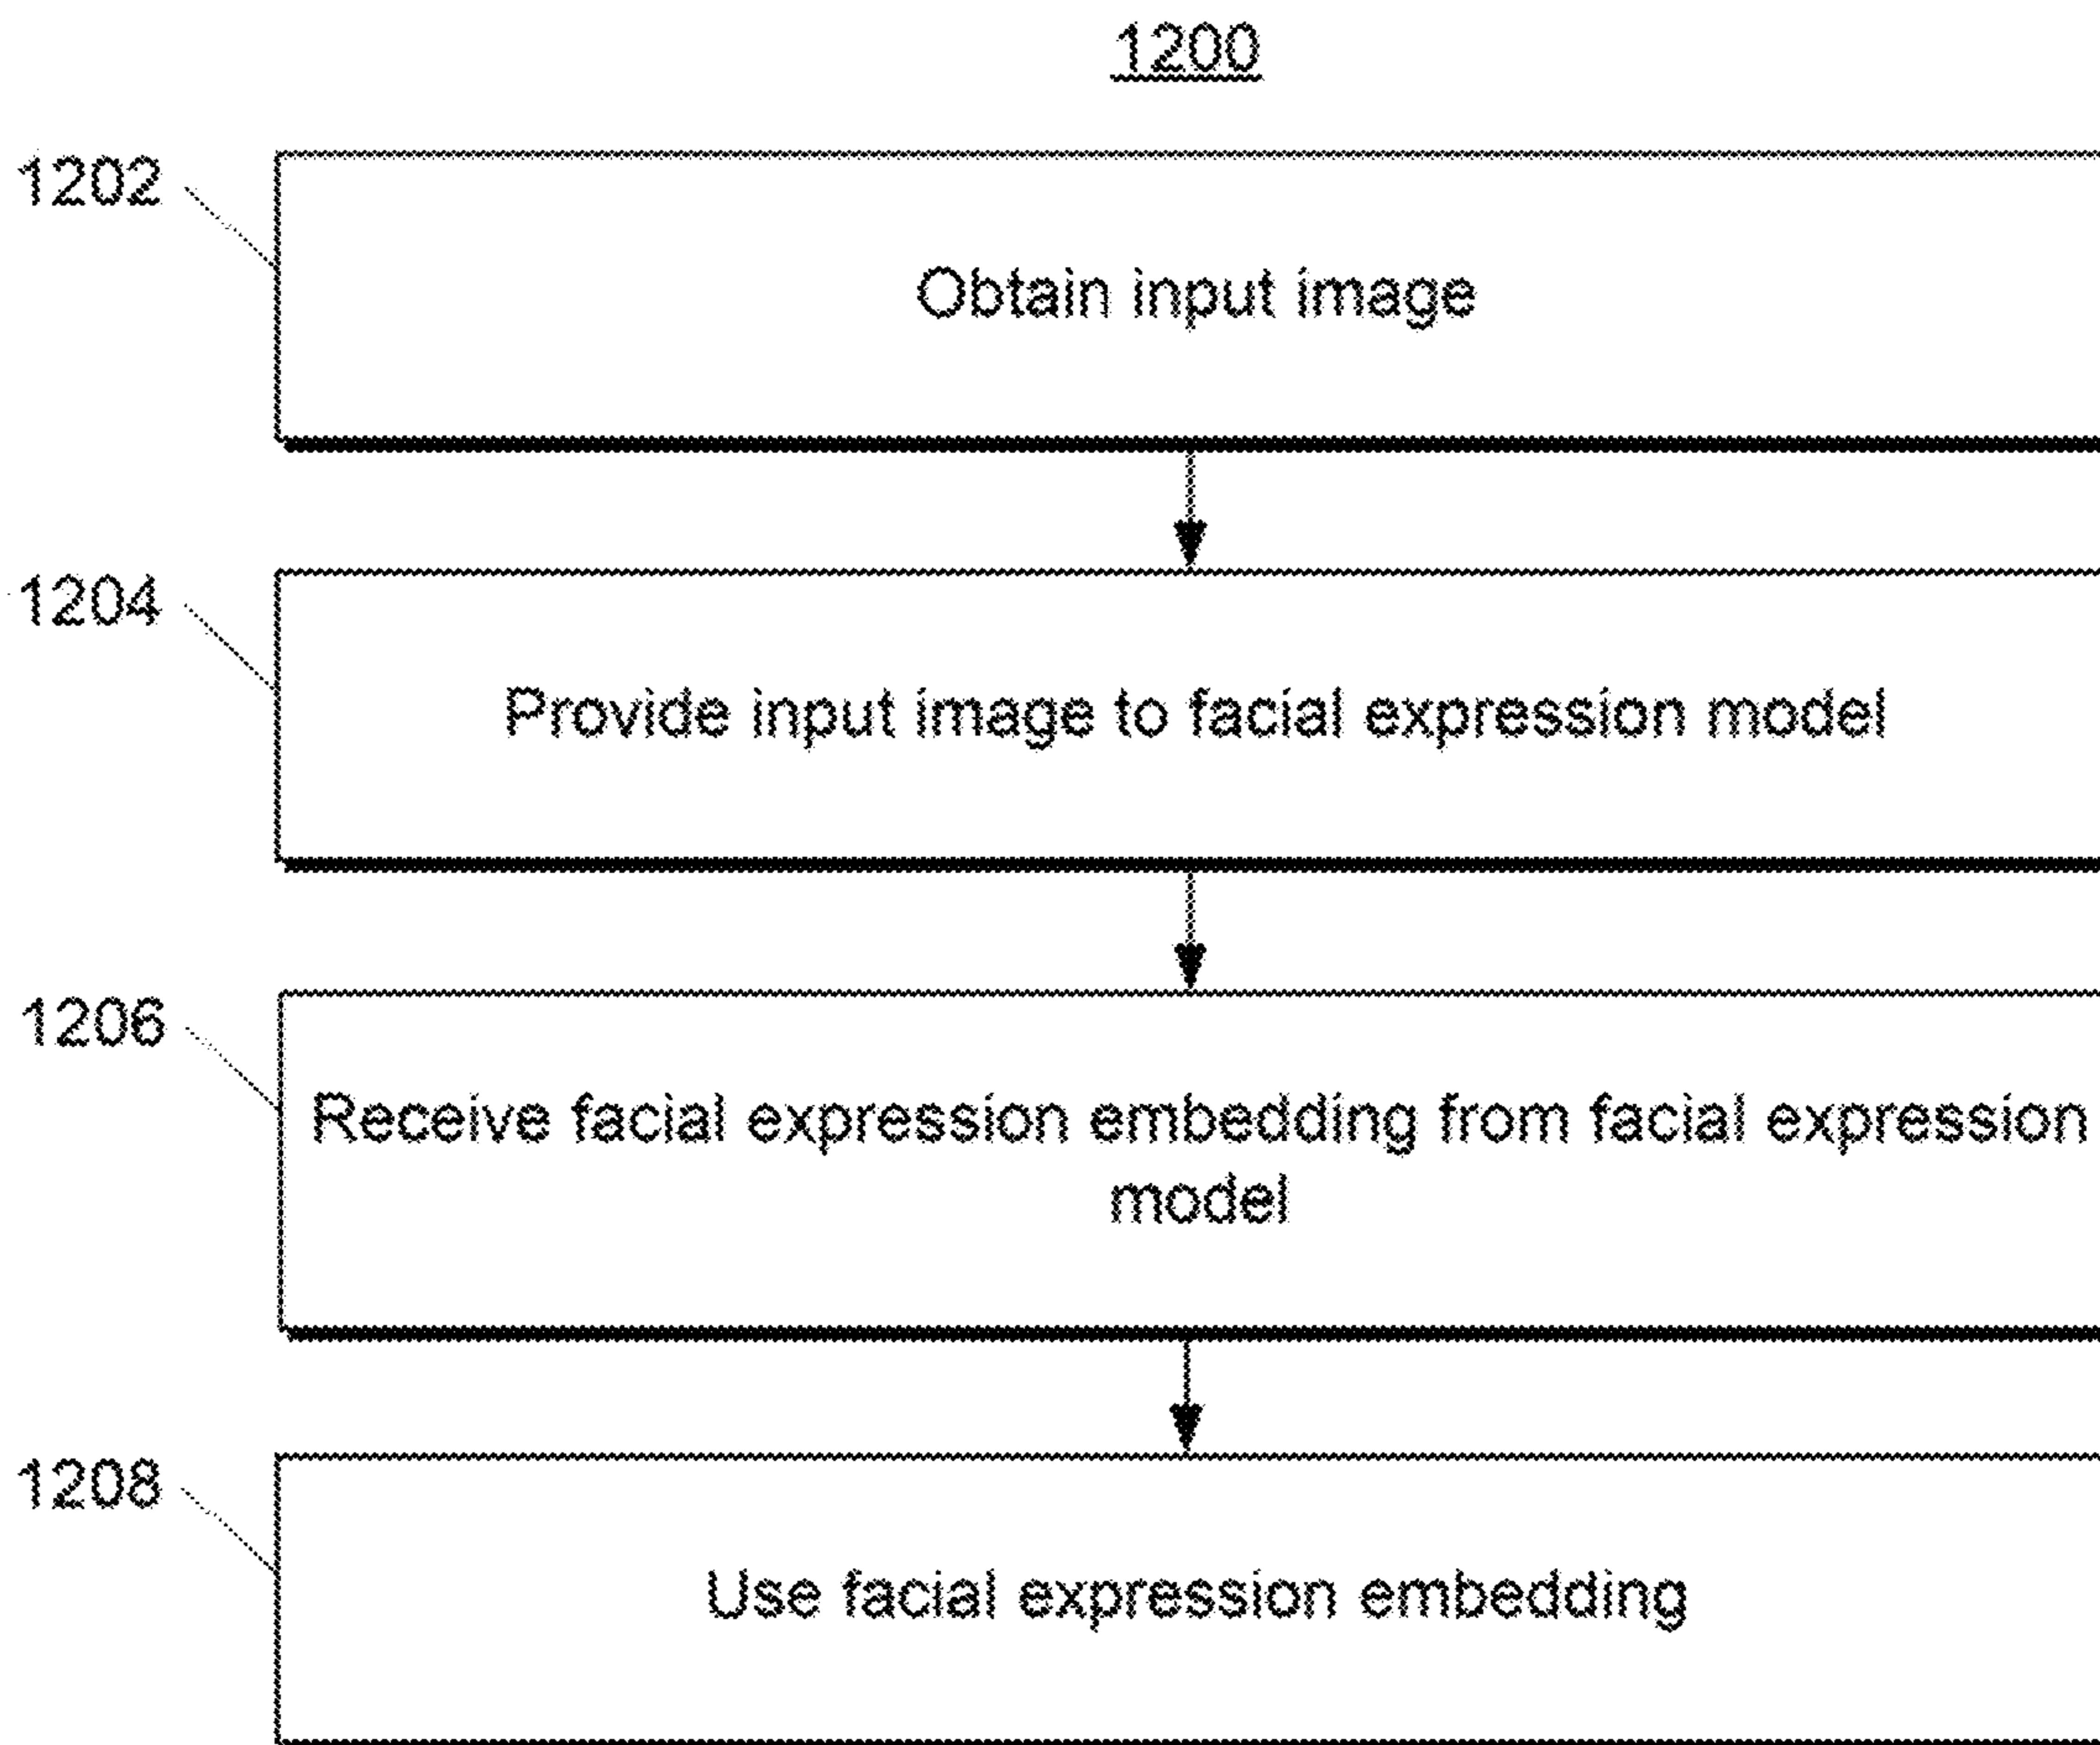 1200
1202
Obtain input image
1204
Provide input image to facial expression model
1206
Receive facial expression embedding from facial expression
model
1208
Use facial expression embedding